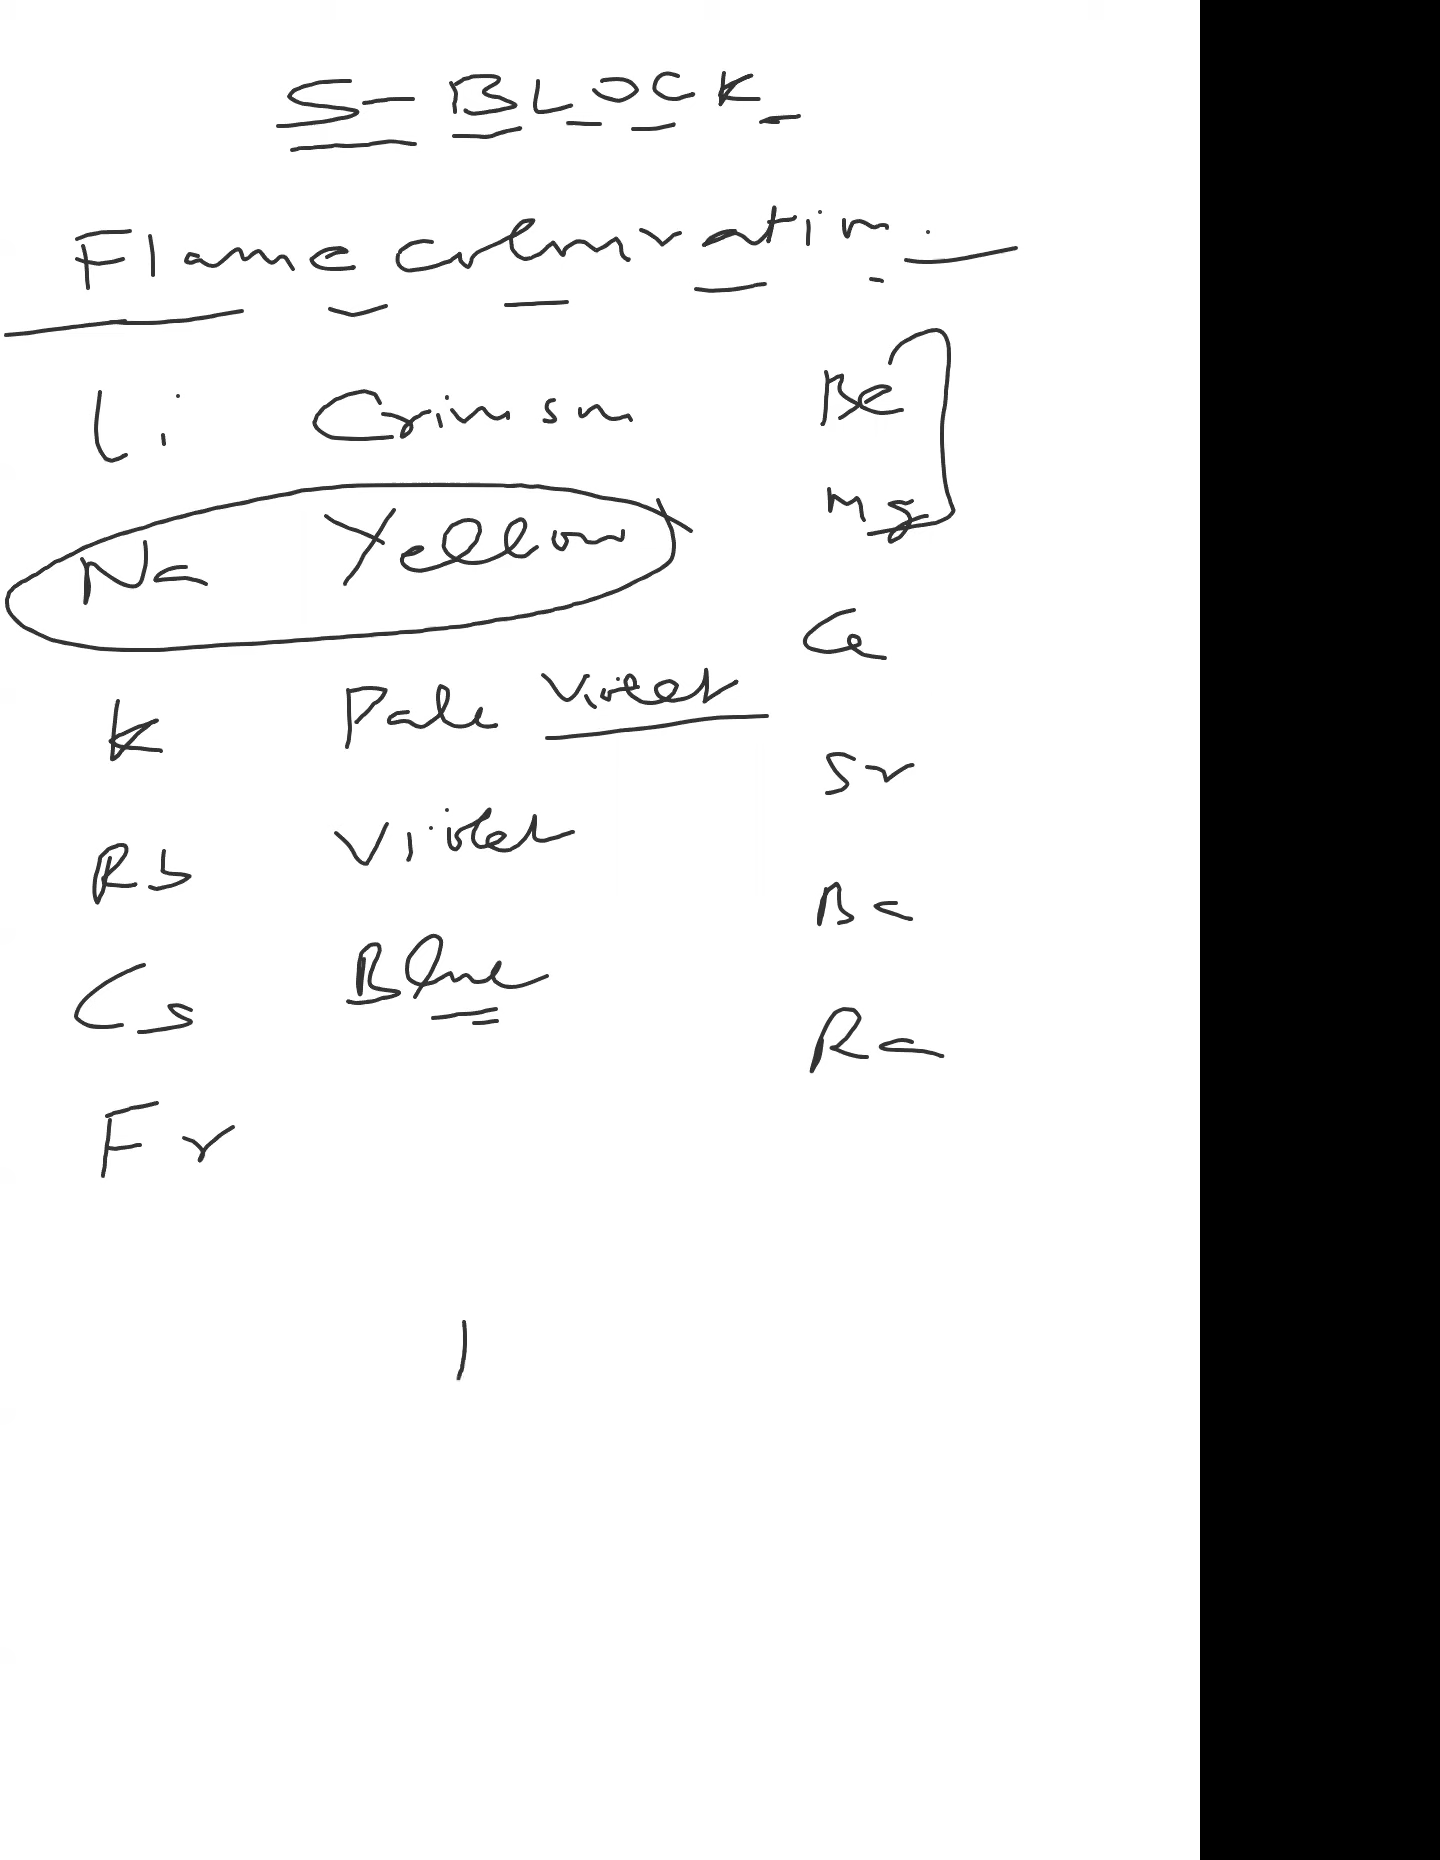 S-BLOCK
Flame colouration.
Li Crimson Be
Na Yellow Mg
K Pale Violet Ca
Rb Violet Sr
Cs Blue Ba
Fr Ra